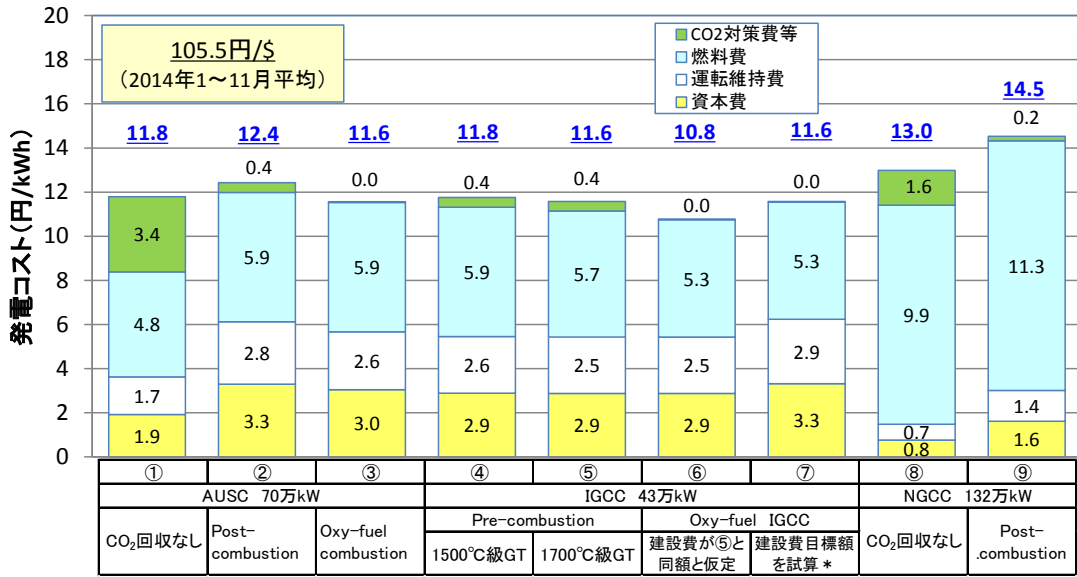 20
18
16
14
12
10
8
6
4
2
0
発電コスト(円/kWh)
105.5円/$
(2014年1～11月平均)
CO2対策費等
燃料費
運転維持費
資本費
11.8 12.4 11.6 11.8 11.6 10.8 11.6 13.0 14.5
0.4 0.0 0.4 0.4 0.0 0.0 0.2
3.4 1.6
4.8 5.9 5.9 5.9 5.7 5.3 5.3 9.9 11.3
1.7 2.8 2.6 2.6 2.5 2.5 2.9 0.7 1.4
1.9 3.3 3.0 2.9 2.9 2.9 3.3 0.8 1.6
① ② ③ ④ ⑤ ⑥ ⑦ ⑧ ⑨
AUSC 70万kW IGCC 43万kW NGCC 132万kW
CO₂回収なし
Post-
combustion
Oxy-fuel
combustion
Pre-combustion
1500℃級GT 1700℃級GT
Oxy-fuel IGCC
建設費が⑤と
同額と仮定
建設費目標額
を試算*
CO₂回収なし
Post-
.combustion